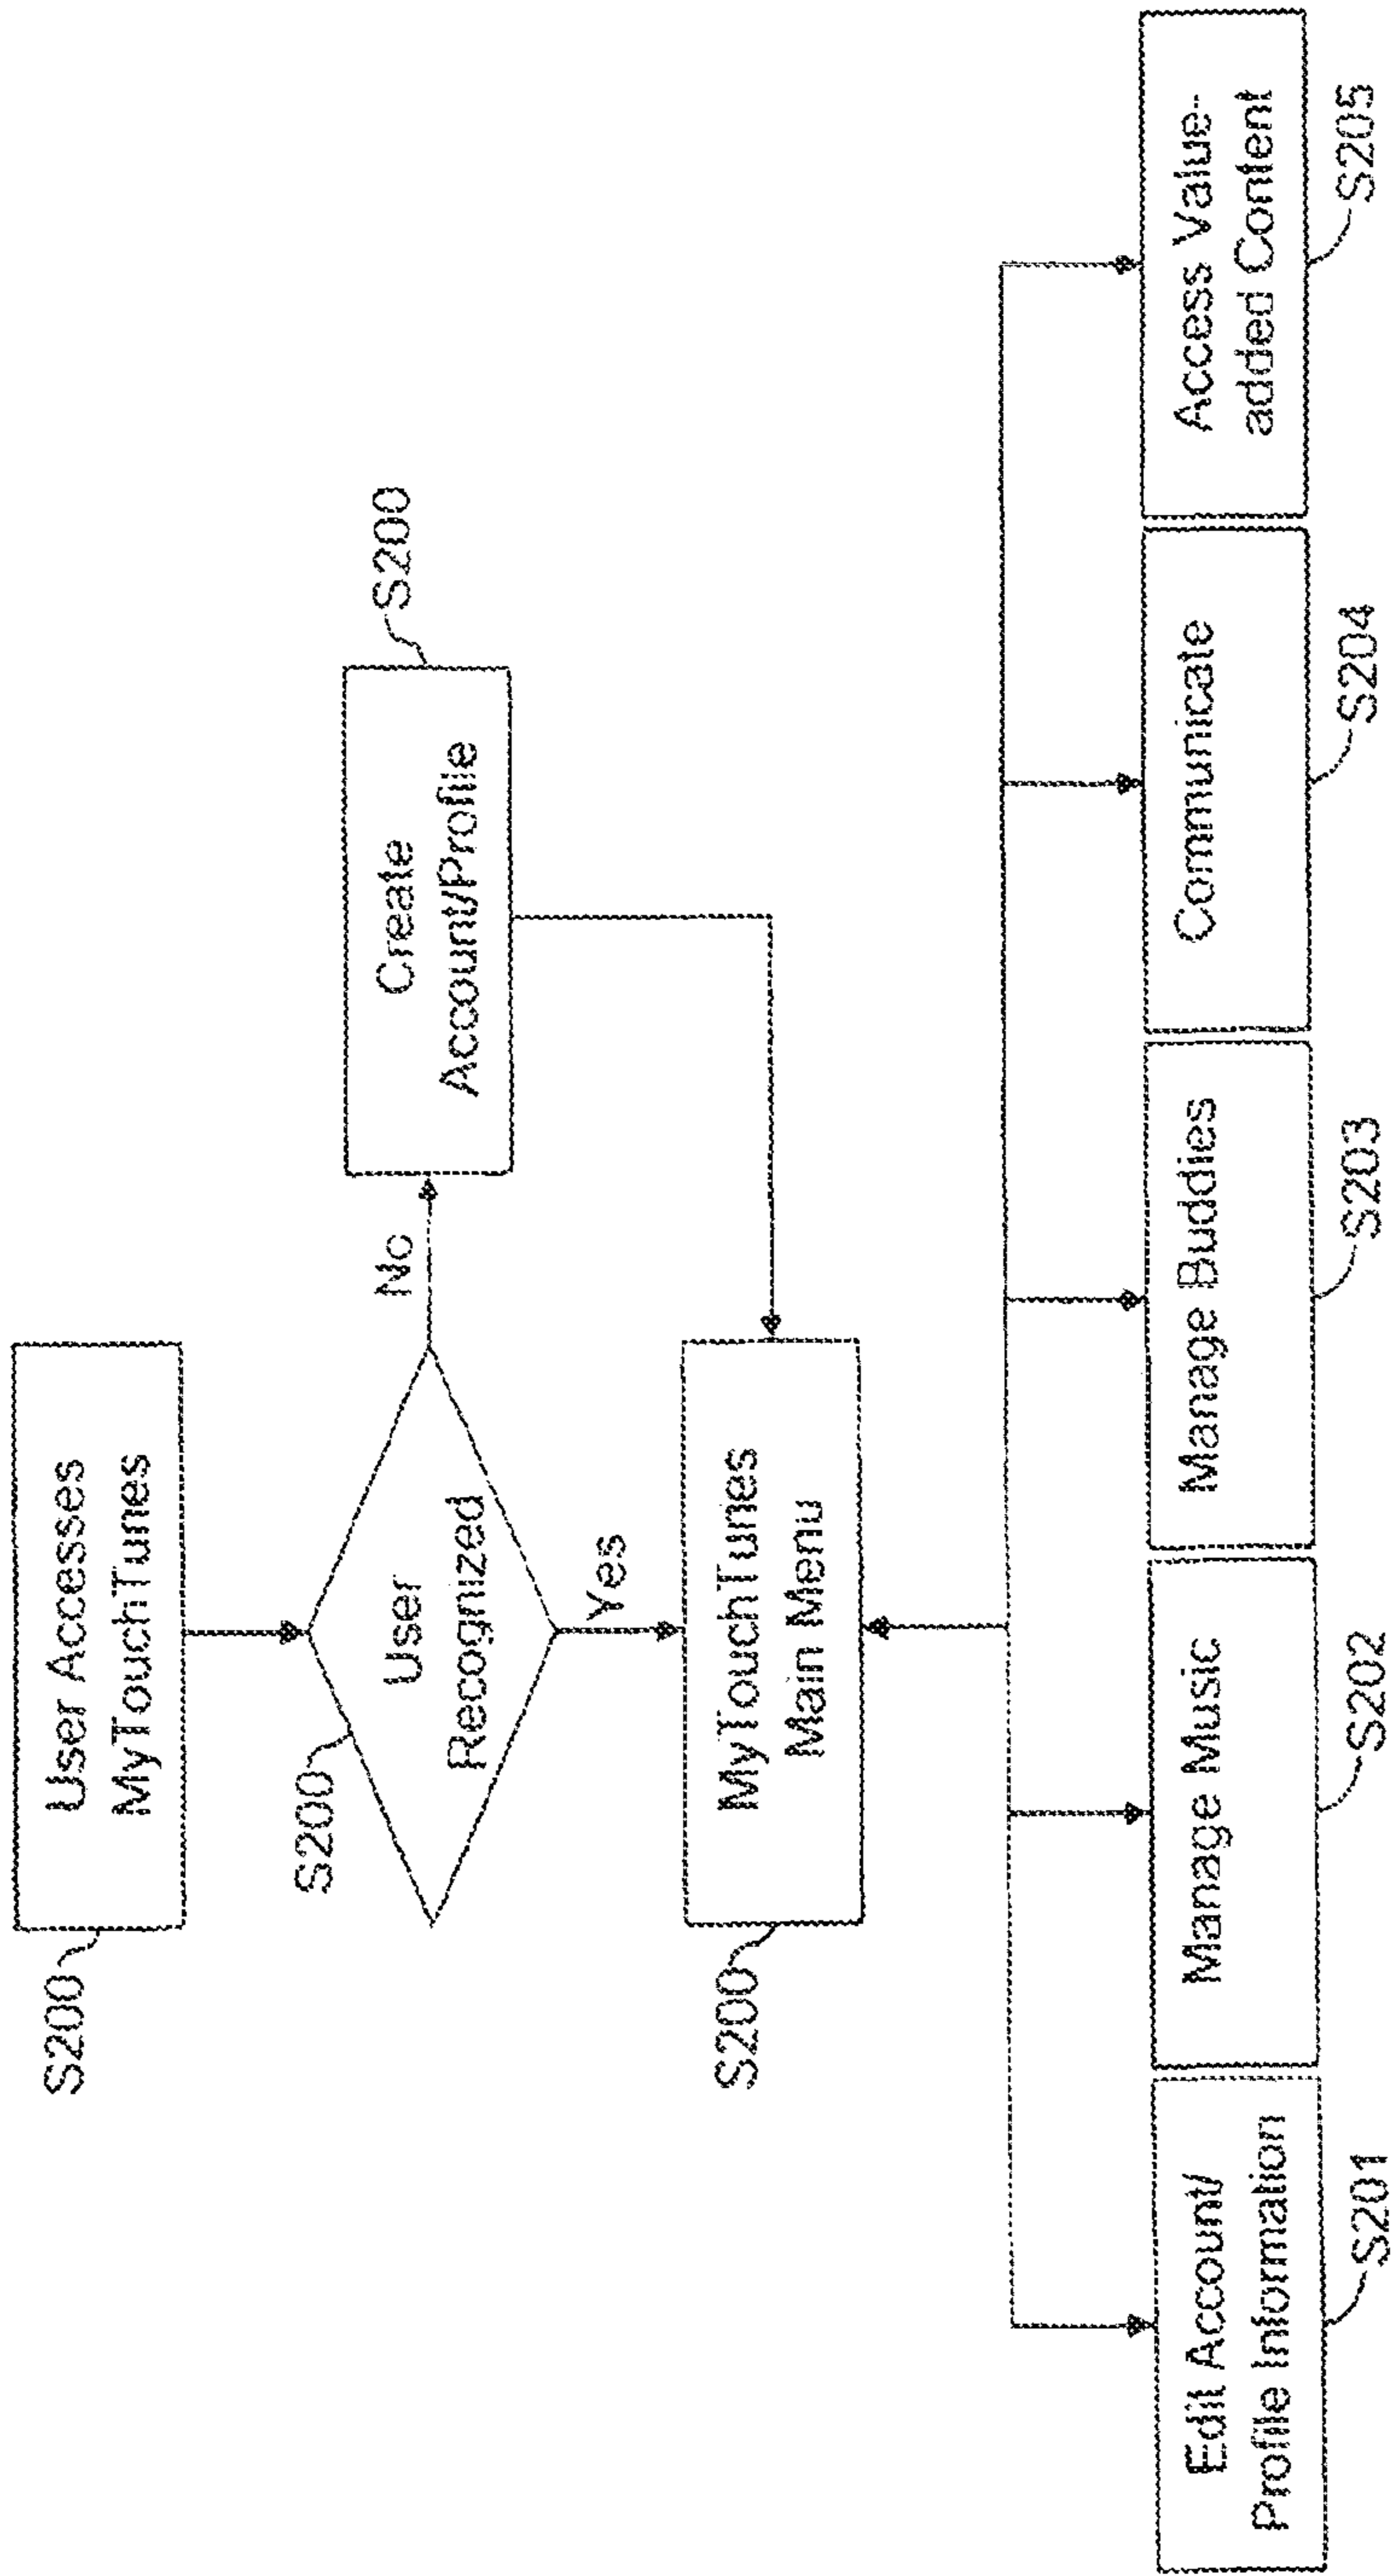 S200
User Accesses
MyTouchTunes
S200
User
Recognized
No
Create
Account/Profile
S200
Yes
S200
MyTouchTunes
Main Menu
Edit Account/
Profile Information
S201
Manage Music
S202
Manage Buddies
S203
Communicate
S204
Access Value-
added Content
S205